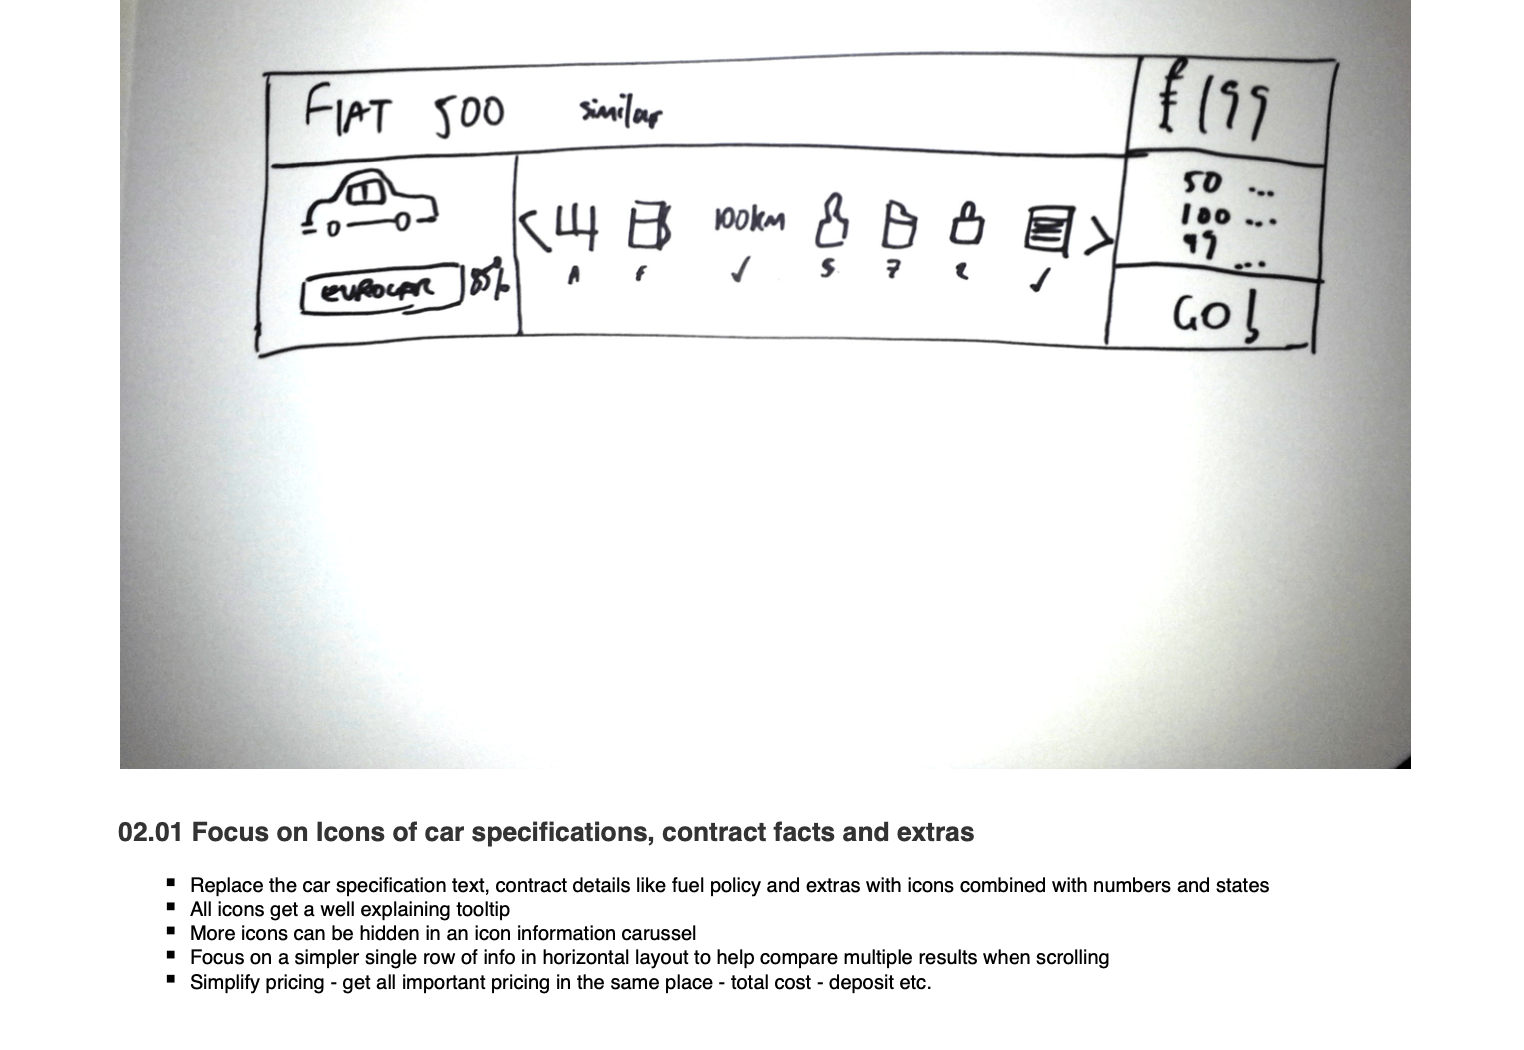 FIAT 500 similar
£199
50 ...
100 ...
99 ...
100km
A F ✓ 5 7 2 ✓
EUROCAR 85%
GO!
02.01 Focus on Icons of car specifications, contract facts and extras
▪ Replace the car specification text, contract details like fuel policy and extras with icons combined with numbers and states
▪ All icons get a well explaining tooltip
▪ More icons can be hidden in an icon information carussel
▪ Focus on a simpler single row of info in horizontal layout to help compare multiple results when scrolling
▪ Simplify pricing - get all important pricing in the same place - total cost - deposit etc.